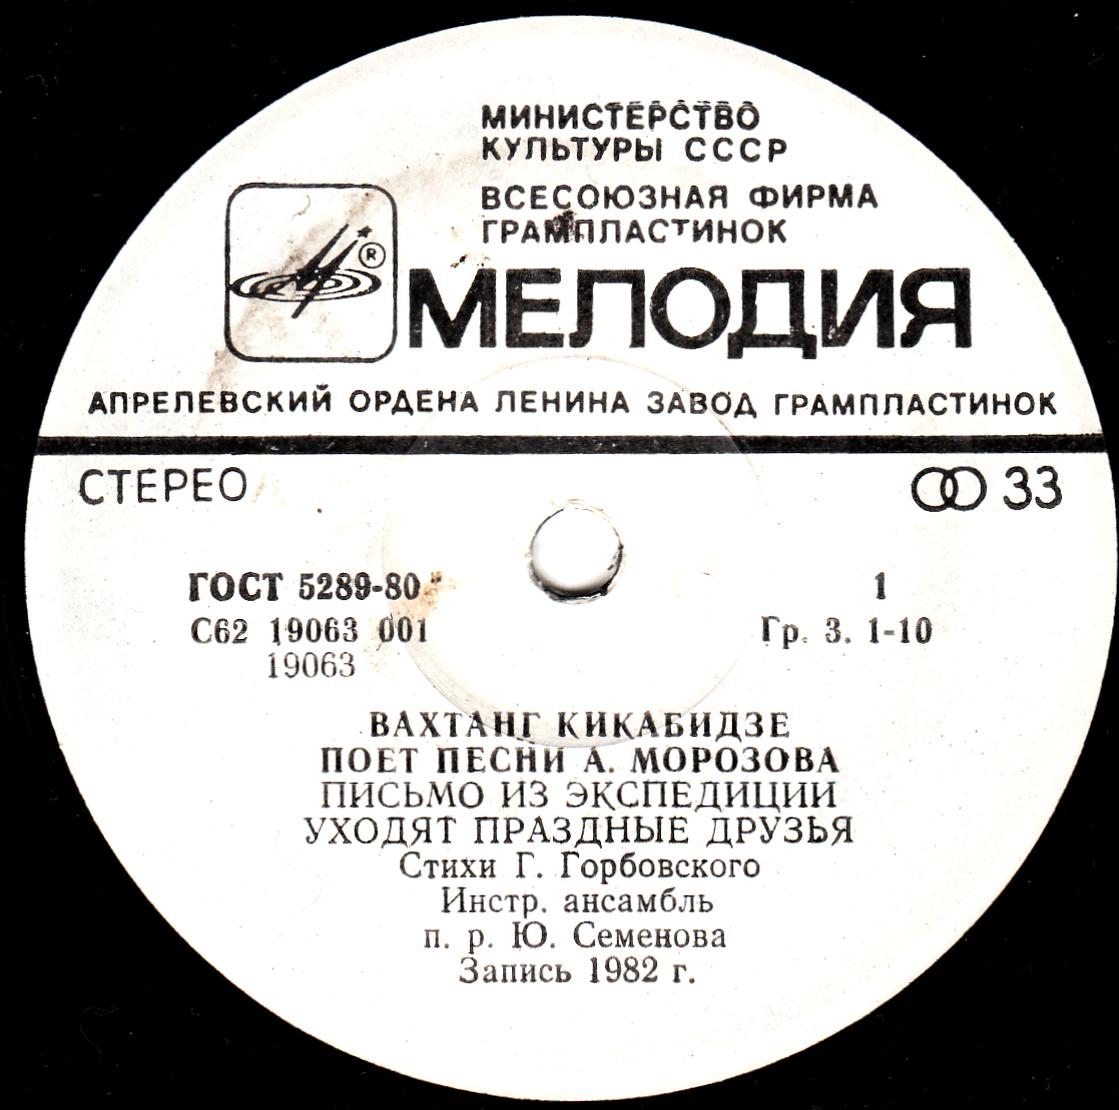 МИНИСТЕРСТВО
КУЛЬТУРЫ СССР
ВСЕСОЮЗНАЯ ФИРМА
ГРАМПЛАСТИНОК
®
МЕЛОДИЯ
АПРЕЛЕВСКИЙ ОРДЕНА ЛЕНИНА ЗАВОД ГРАМПЛАСТИНОК
СТЕРЕО 33
ГОСТ 5289-80 1
С62 19063 001 Гр. 3. 1-10
19063
ВАХТАНГ КИКАБИДЗЕ
ПОЕТ ПЕСНИ А. МОРОЗОВА
ПИСЬМО ИЗ ЭКСПЕДИЦИИ
УХОДЯТ ПРАЗДНЫЕ ДРУЗЬЯ
Стихи Г. Горбовского
Инстр. ансамбль
п. р. Ю. Семенова
Запись 1982 г.